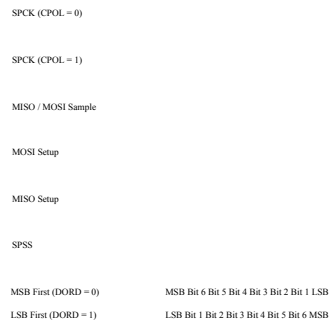 SPCK (CPOL = 0)
SPCK (CPOL = 1)
MISO / MOSI Sample
MOSI Setup
MISO Setup
SPSS
MSB First (DORD = 0) MSB Bit 6 Bit 5 Bit 4 Bit 3 Bit 2 Bit 1 LSB
LSB First (DORD = 1) LSB Bit 1 Bit 2 Bit 3 Bit 4 Bit 5 Bit 6 MSB